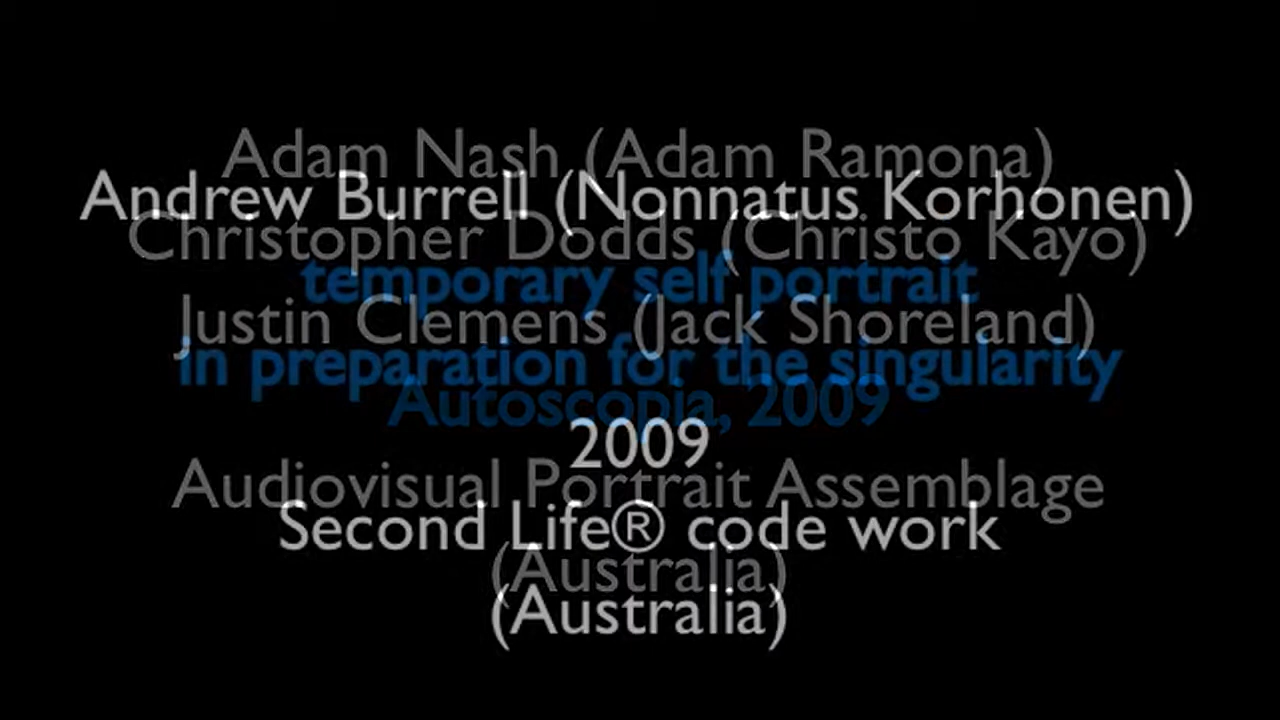 Adam Nash (Adam Ramona)
Andrew Burrell (Nonnatus Korhonen)
Christopher Dodds (Christo Kayo)
temporary self portrait
Justin Clemens (Jack Shoreland)
in preparation for the singularity
Autoscopia, 2009
2009
Audiovisual Portrait Assemblage
Second Life® code work
(Australia)
(Australia)